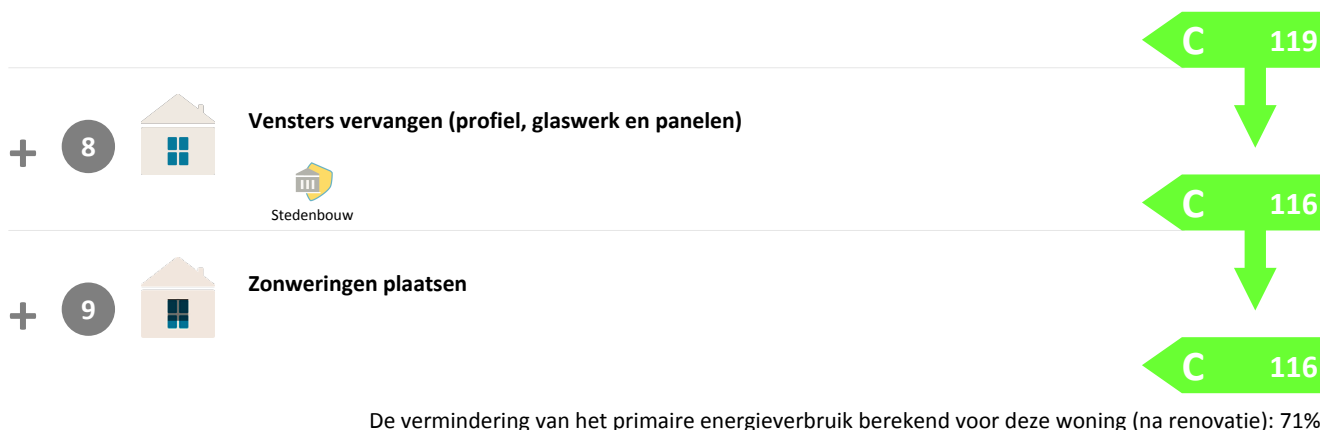 C 119
+ 8 Vensters vervangen (profiel, glaswerk en panelen)
Stedenbouw
C 116
+ 9 Zonweringen plaatsen
C 116
De vermindering van het primaire energieverbruik berekend voor deze woning (na renovatie): 71%